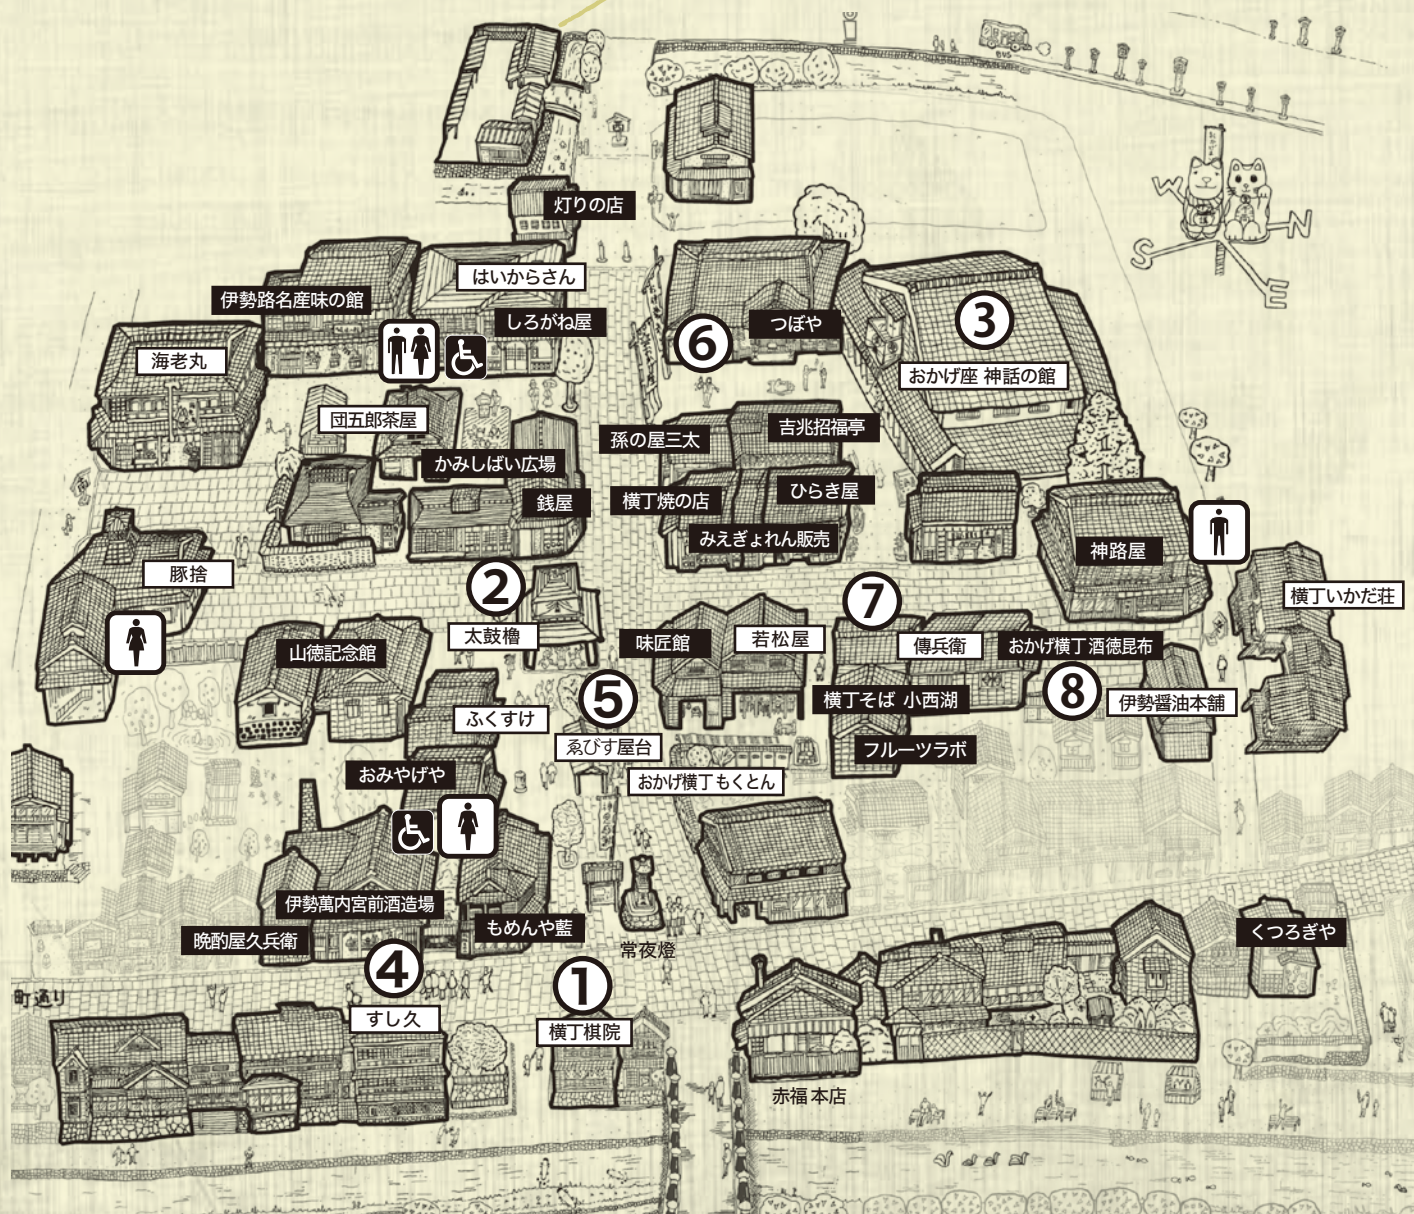 BUS
W
N
S
E
灯りの店
はいからさん
伊勢路名産味の館
しろがね屋
つぼや
3
6
海老丸
おかげ座 神話の館
団五郎茶屋
吉兆招福亭
孫の屋三太
かみしばい広場
ひらき屋
横丁焼の店
銭屋
みえぎょれん販売
神路屋
豚捨
2
7
横丁いかだ荘
太鼓櫓
味匠館
若松屋
傳兵衛
おかげ横丁 酒徳昆布
山徳記念館
5
8
横丁そば 小西湖
伊勢醤油本舗
ふくすけ
ゑびす屋台
フルーツラボ
おみやげや
おかげ横丁 もくとん
伊勢萬内宮前酒造場
もめんや藍
くつろぎや
晩酌屋久兵衛
常夜燈
4
1
町通り
すし久
横丁棋院
赤福 本店